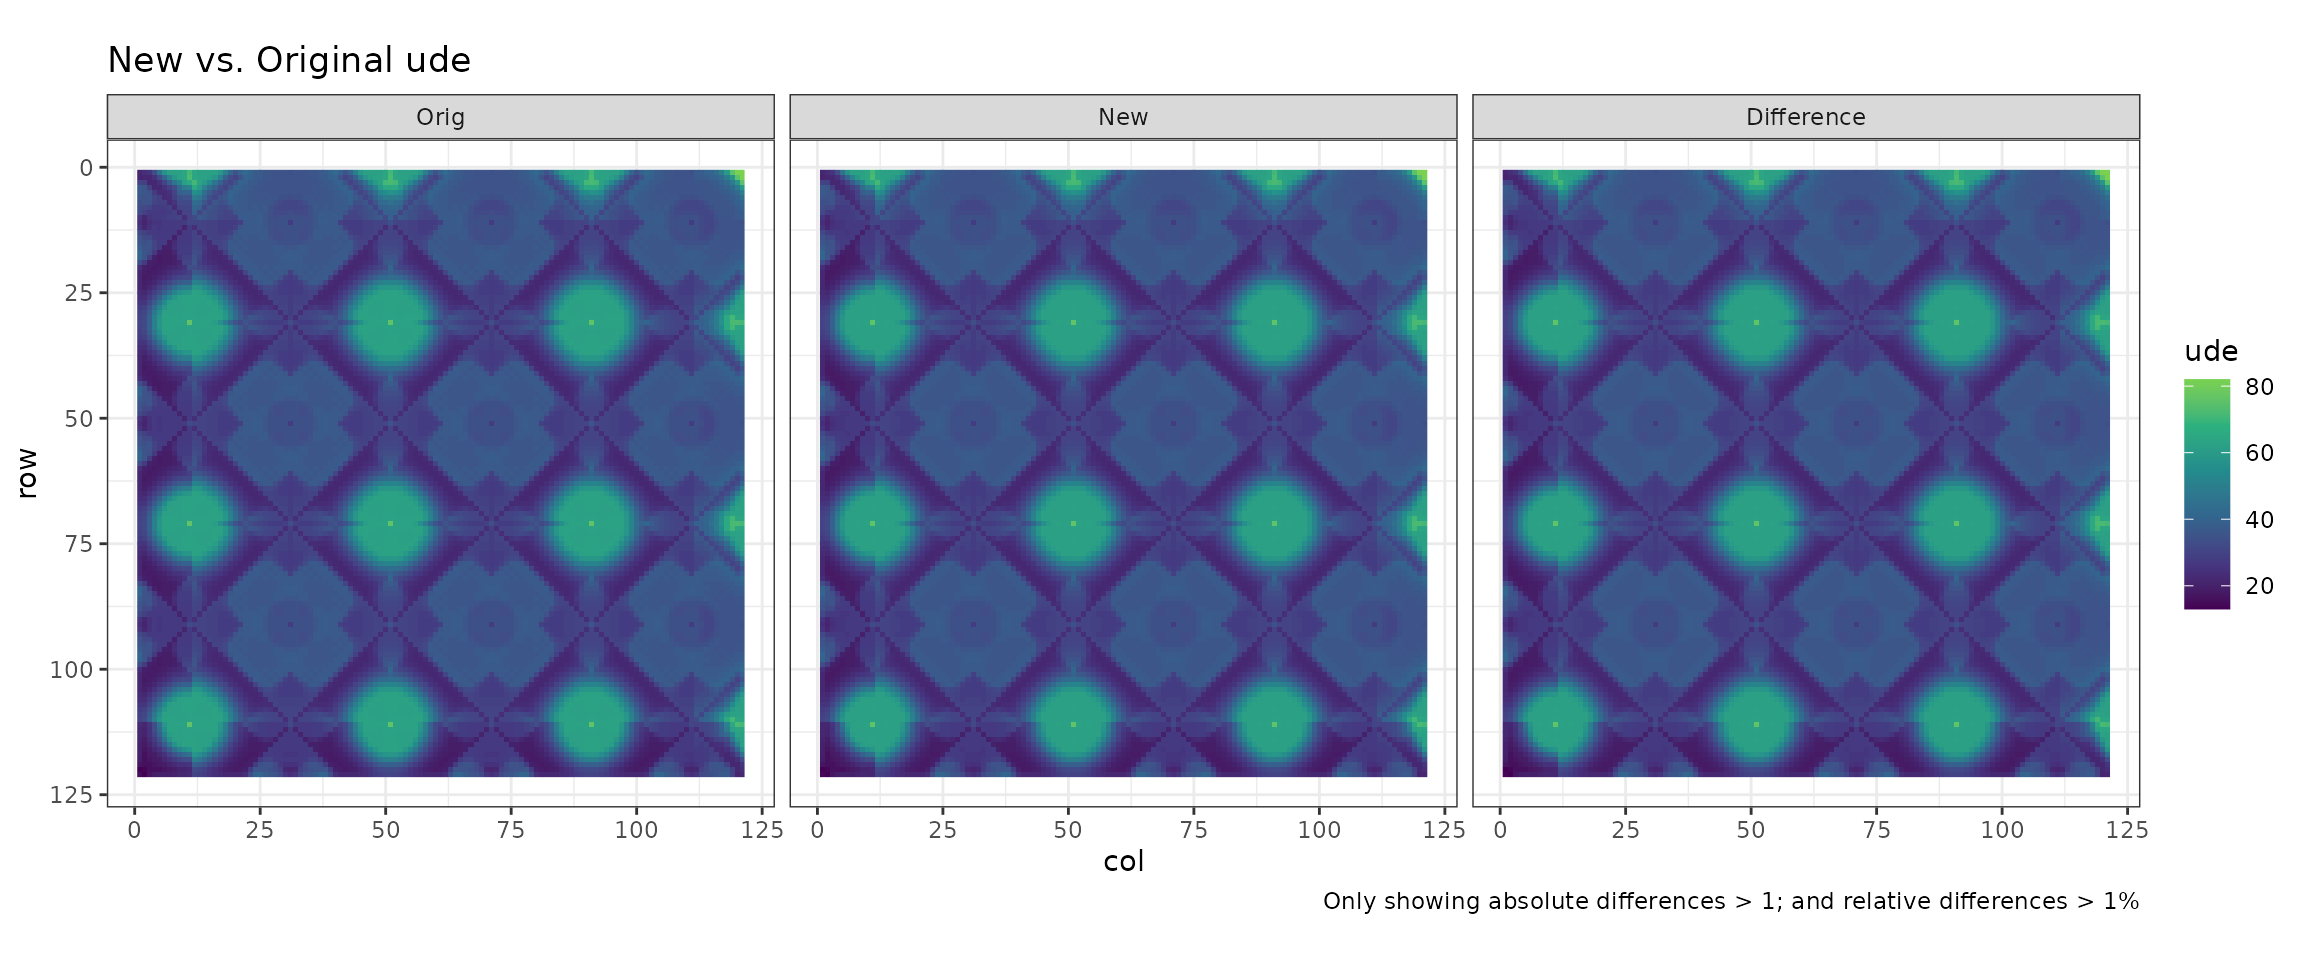 New vs. Original ude
Orig
New
Difference
row
0
25
50
75
100
125
0 25 50 75 100 125
0 25 50 75 100 125
0 25 50 75 100 125
col
ude
80
60
40
20
Only showing absolute differences > 1; and relative differences > 1%